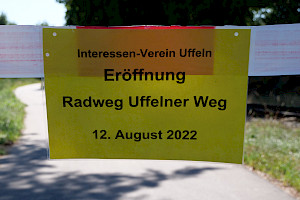 Interessen-Verein Uffeln
Eröffnung
Radweg Uffelner Weg
12. August 2022